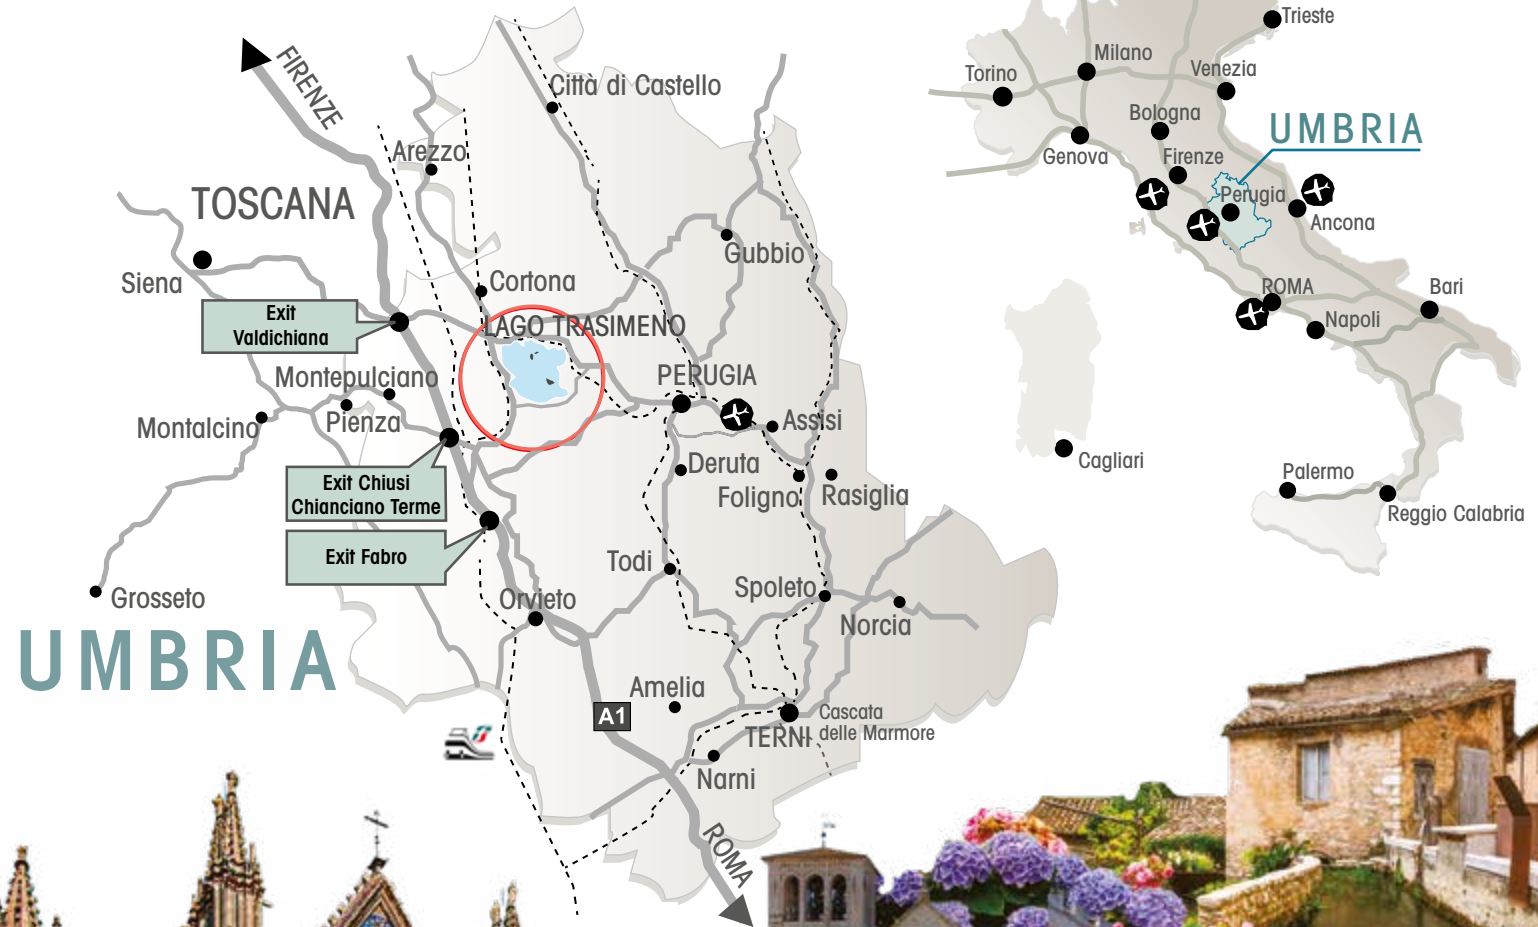 FIRENZE
Città di Castello
Arezzo
TOSCANA
Siena
Gubbio
Cortona
Exit
Valdichiana
LAGO TRASIMENO
Montepulciano
PERUGIA
Pienza
Montalcino
Assisi
Deruta
Foligno
Rasiglia
Exit Chiusi
Chianciano Terme
Exit Fabro
Todi
Spoleto
Grosseto
Orvieto
Norcia
UMBRIA
Amelia
A1
Cascata
delle Marmore
TERNI
Narni
ROMA
Trieste
Milano
Venezia
Torino
Bologna
UMBRIA
Genova
Firenze
Perugia
Ancona
ROMA
Bari
Napoli
Cagliari
Palermo
Reggio Calabria